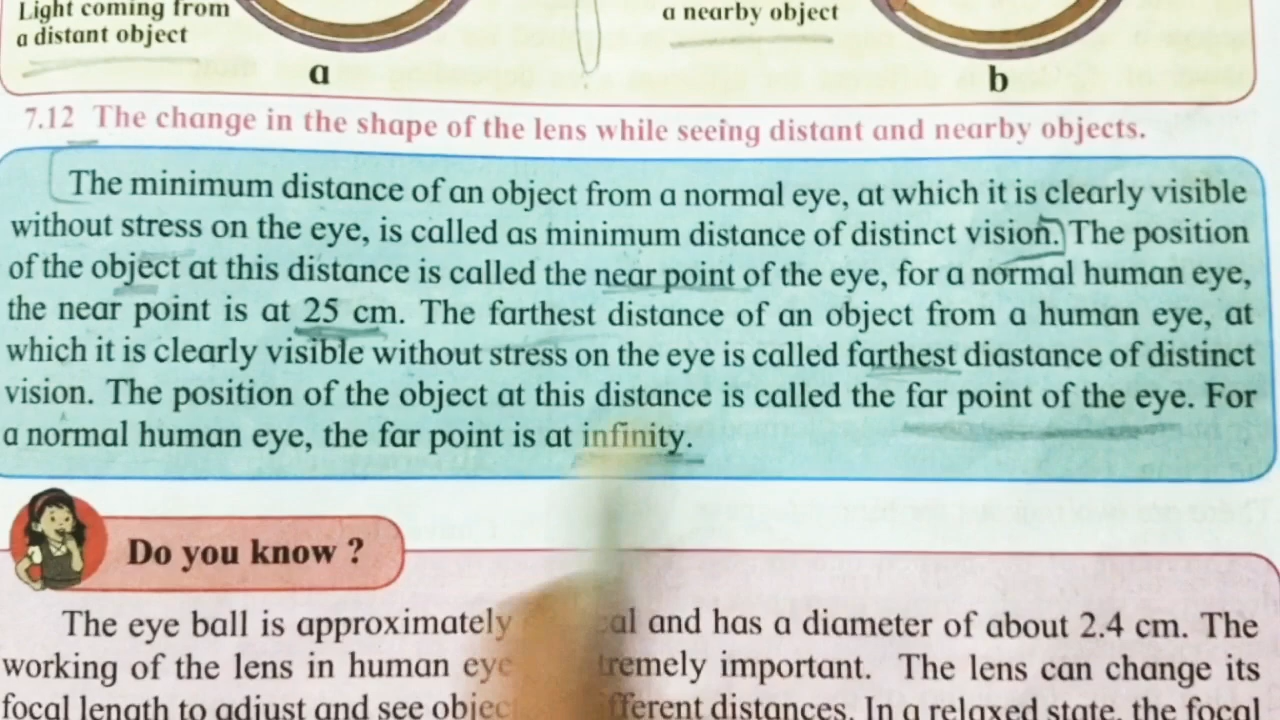 Light coming from
a distant object
a nearby object
a
b
7.12 The change in the shape of the lens while seeing distant and nearby objects.
The minimum distance of an object from a normal eye, at which it is clearly visible
without stress on the eye, is called as minimum distance of distinct vision. The position
of the object at this distance is called the near point of the eye, for a normal human eye,
the near point is at 25 cm. The farthest distance of an object from a human eye, at
which it is clearly visible without stress on the eye is called farthest diastance of distinct
vision. The position of the object at this distance is called the far point of the eye. For
a normal human eye, the far point is at infinity.
Do you know ?
The eye ball is approximately and has a diameter of about 2.4 cm. The
working of the lens in human important. The lens can change its
focal length to adjust and see distances. In a relaxed state, the focal